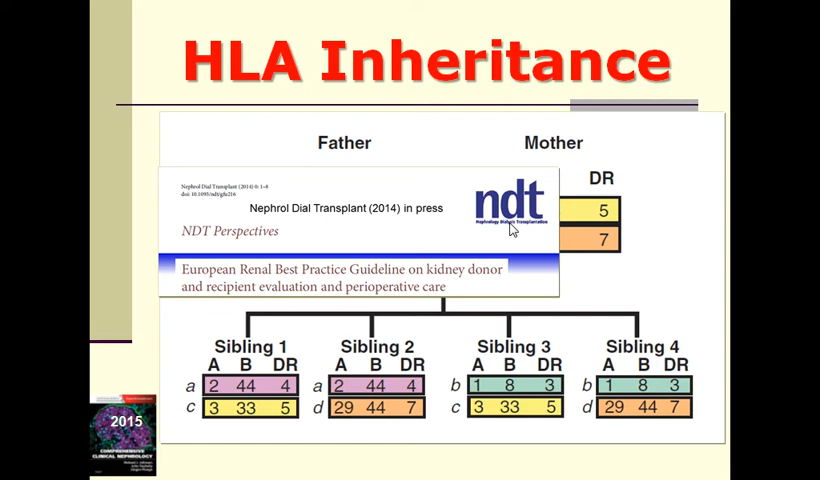 HLA Inheritance
Father Mother
DR
5
7
Nephrol Dial Transplant (2014) 0: 1–8
doi: 10.1093/ndt/gfu216
Nephrol Dial Transplant (2014) in press
ndt
Nephrology Dialysis Transplantation
NDT Perspectives
European Renal Best Practice Guideline on kidney donor
and recipient evaluation and perioperative care
Sibling 1 Sibling 2 Sibling 3 Sibling 4
A B DR A B DR A B DR A B DR
a 2 44 4 a 2 44 4 b 1 8 3 b 1 8 3
c 3 33 5 d 29 44 7 c 3 33 5 d 29 44 7
2015
COMPREHENSIVE
CLINICAL NEPHROLOGY